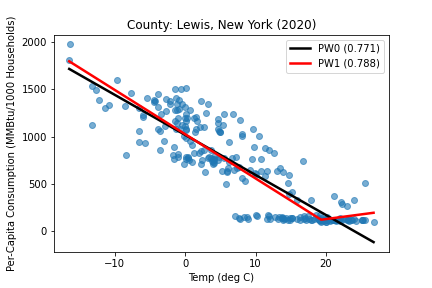 County: Lewis, New York (2020)
Per-Capita Consumption (MMBtu/1000 Households)
2000
1500
1000
500
0
PW0 (0.771)
PW1 (0.788)
−10
0
10
20
Temp (deg C)